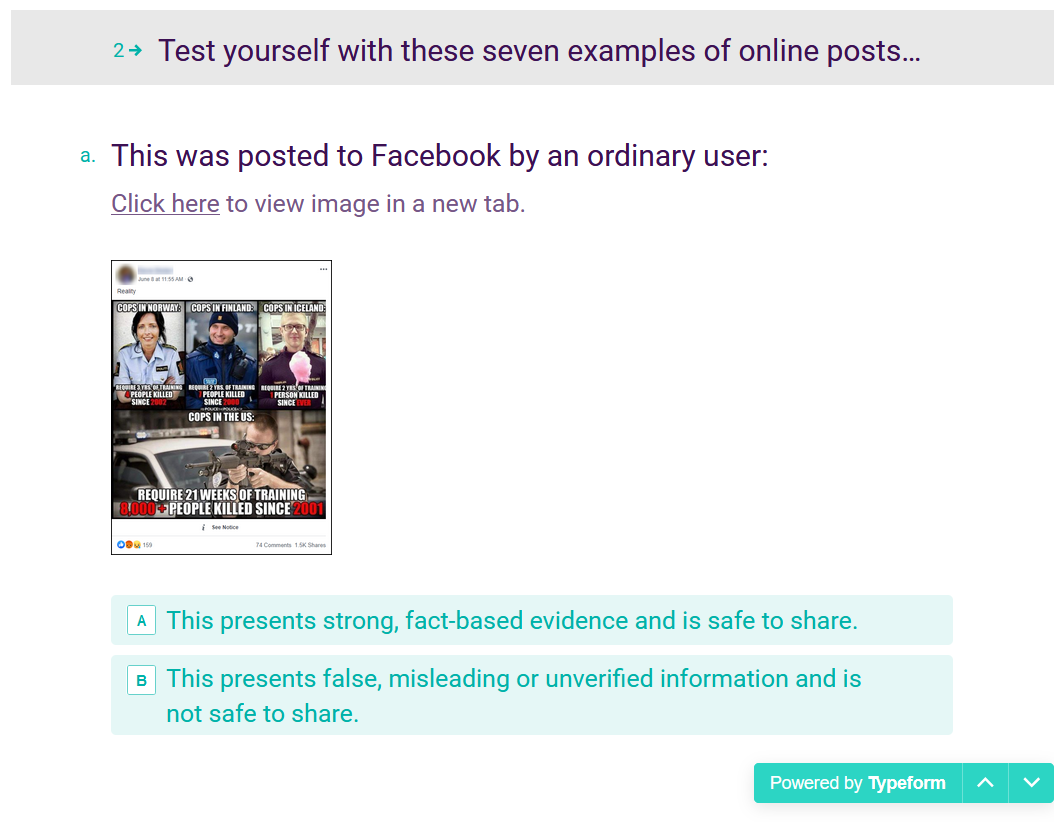 2 → Test yourself with these seven examples of online posts...
a. This was posted to Facebook by an ordinary user:
Click here to view image in a new tab.
June 8 at 11:55 AM
Reality
COPS IN NORWAY: COPS IN FINLAND: COPS IN ICELAND:
REQUIRE 3 YRS. OF TRAINING
PEOPLE KILLED
SINCE 2002
REQUIRE 2 YRS. OF TRAINING
PEOPLE KILLED
SINCE 2000
REQUIRE 2 YRS. OF TRAINING
1 PERSON KILLED
SINCE EVER
COPS IN THE US:
REQUIRE 21 WEEKS OF TRAINING
8,000+ PEOPLE KILLED SINCE 2001
See Notice
159 74 Comments 1.5K Shares
A This presents strong, fact-based evidence and is safe to share.
B This presents false, misleading or unverified information and is
not safe to share.
Powered by Typeform